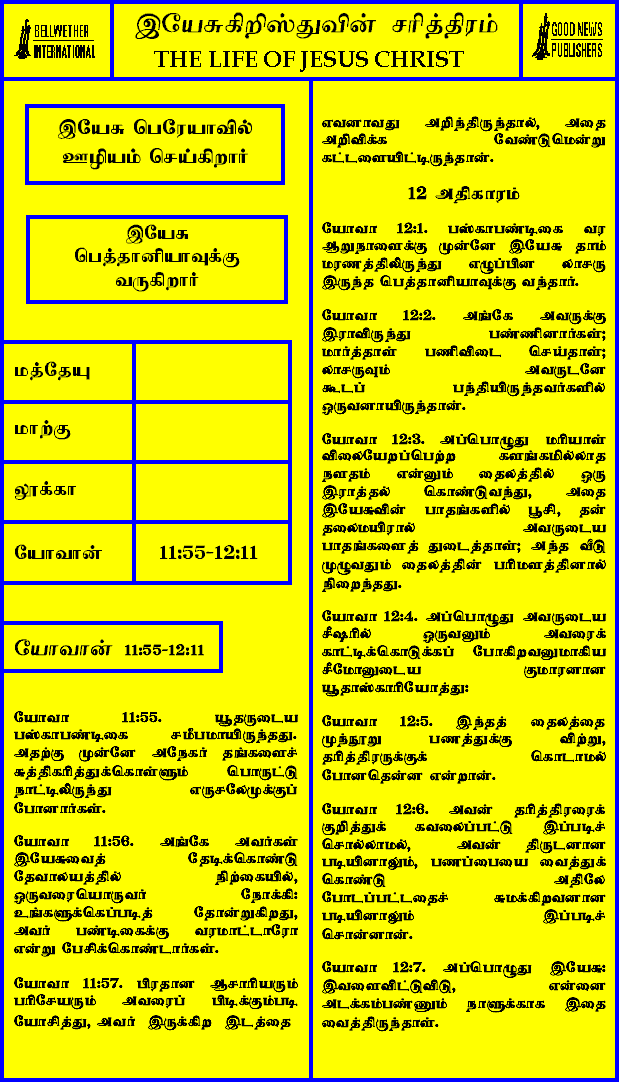 BELLWETHER
INTERNATIONAL
இயேசுகிறிஸ்துவின் சரித்திரம்
THE LIFE OF JESUS CHRIST
GOOD NEWS
PUBLISHERS
இயேசு பெரேயாவில்
ஊழியம் செய்கிறார்
இயேசு
பெத்தானியாவுக்கு
வருகிறார்
மத்தேயு
மாற்கு
லூக்கா
யோவான் 11:55-12:11
யோவான் 11:55-12:11
யோவா 11:55. யூதருடைய
பஸ்காபண்டிகை சமீபமாயிருந்தது.
அதற்கு முன்னே அநேகர் தங்களைச்
சுத்திகரித்துக்கொள்ளும் பொருட்டு
நாட்டிலிருந்து எருசலேமுக்குப்
போனார்கள்.
யோவா 11:56. அங்கே அவர்கள்
இயேசுவைத் தேடிக்கொண்டு
தேவாலயத்தில் நிற்கையில்,
ஒருவரையொருவர் நோக்கி:
உங்களுக்கெப்படித் தோன்றுகிறது,
அவர் பண்டிகைக்கு வரமாட்டாரோ
என்று பேசிக்கொண்டார்கள்.
யோவா 11:57. பிரதான ஆசாரியரும்
பரிசேயரும் அவரைப் பிடிக்கும்படி
யோசித்து, அவர் இருக்கிற இடத்தை
எவனாவது அறிந்திருந்தால், அதை
அறிவிக்க வேண்டுமென்று
கட்டளையிட்டிருந்தான்.
12 அதிகாரம்
யோவா 12:1. பஸ்காபண்டிகை வர
ஆறுநாளைக்கு முன்னே இயேசு தாம்
மரணத்திலிருந்து எழுப்பின லாசரு
இருந்த பெத்தானியாவுக்கு வந்தார்.
யோவா 12:2. அங்கே அவருக்கு
இராவிருந்து பண்ணினார்கள்;
மார்த்தாள் பணிவிடை செய்தாள்;
லாசருவும் அவருடனே
கூடப் பந்தியிருந்தவர்களில்
ஒருவனாயிருந்தான்.
யோவா 12:3. அப்பொழுது மரியாள்
விலையேறப்பெற்ற களங்கமில்லாத
நளதம் என்னும் தைலத்தில் ஒரு
இராத்தல் கொண்டுவந்து, அதை
இயேசுவின் பாதங்களில் பூசி, தன்
தலைமயிரால் அவருடைய
பாதங்களைத் துடைத்தாள்; அந்த வீடு
முழுவதும் தைலத்தின் பரிமளத்தினால்
நிறைந்தது.
யோவா 12:4. அப்பொழுது அவருடைய
சீஷரில் ஒருவனும் அவரைக்
காட்டிக்கொடுக்கப் போகிறவனுமாகிய
சீமோனுடைய குமாரனான
யூதாஸ்காரியோத்து:
யோவா 12:5. இந்தத் தைலத்தை
முந்நூறு பணத்துக்கு விற்று,
தரித்திரருக்குக் கொடாமல்
போனதென்ன என்றான்.
யோவா 12:6. அவன் தரித்திரரைக்
குறித்துக் கவலைப்பட்டு இப்படிச்
சொல்லாமல், அவன் திருடனான
படியினாலும், பணப்பையை வைத்துக்
கொண்டு அதிலே
போடப்பட்டதைச் சுமக்கிறவனான
படியினாலும் இப்படிச்
சொன்னான்.
யோவா 12:7. அப்பொழுது இயேசு:
இவளைவிட்டுவிடு, என்னை
அடக்கம்பண்ணும் நாளுக்காக இதை
வைத்திருந்தாள்.